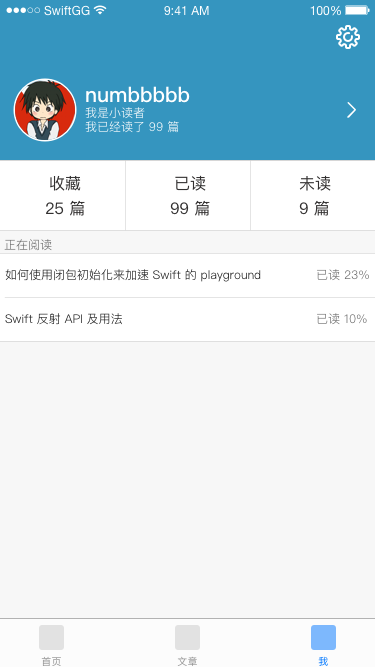 SwiftGG 9:41 AM 100%
numbbbbb
我是小读者
我已经读了 99 篇
收藏 已读 未读
25 篇 99 篇 9 篇
正在阅读
如何使用闭包初始化来加速 Swift 的 playground 已读 23%
Swift 反射 API 及用法 已读 10%
首页 文章 我